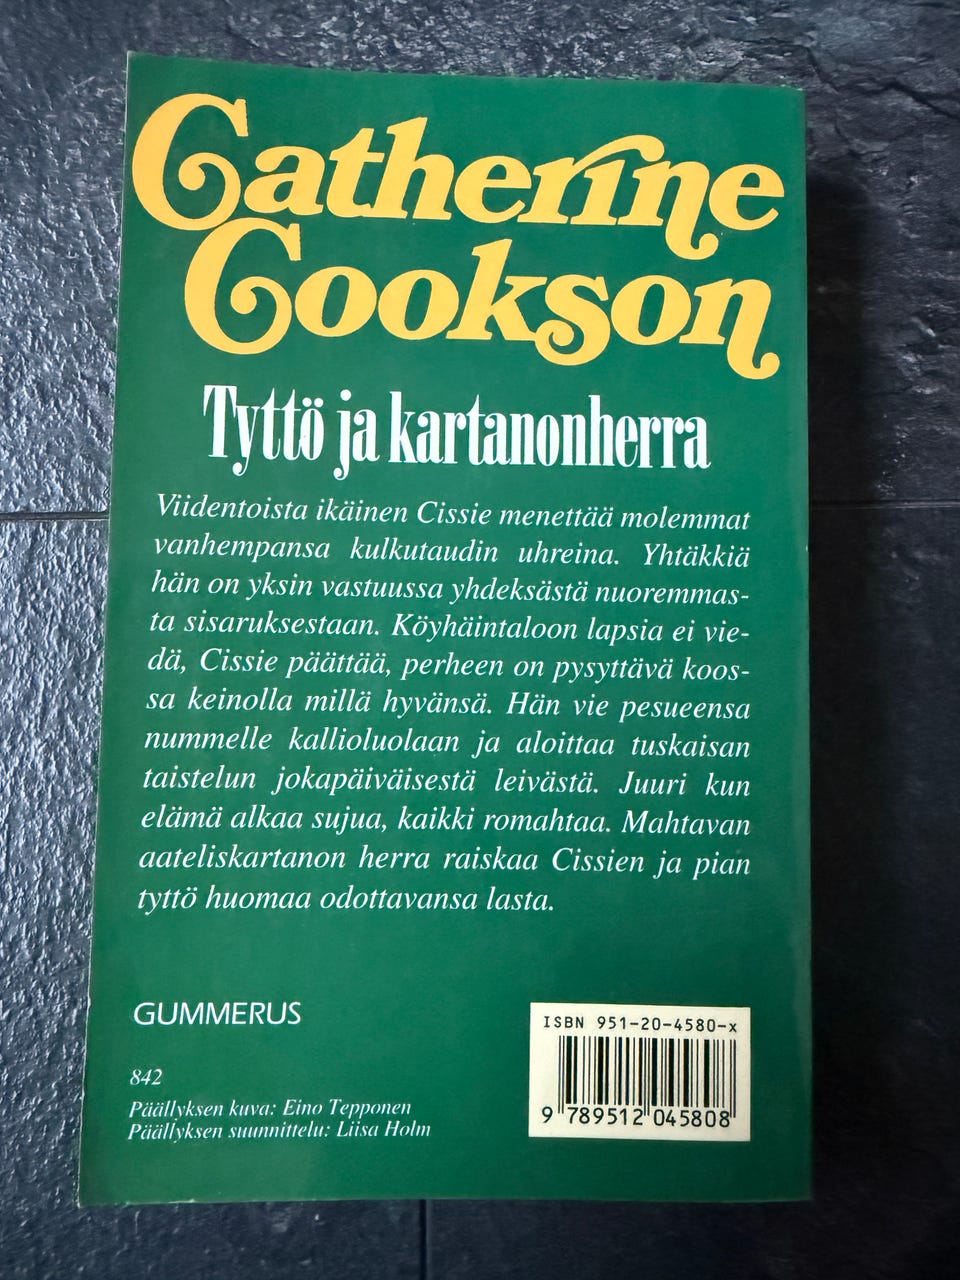 Catherine
Cookson
Tyttö ja kartanonherra
Viidentoista ikäinen Cissie menettää molemmat
vanhempansa kulkutaudin uhreina. Yhtäkkiä
hän on yksin vastuussa yhdeksästä nuoremmas-
ta sisaruksestaan. Köyhäintaloon lapsia ei vie-
dä, Cissie päättää, perheen on pysyttävä koos-
sa keinolla millä hyvänsä. Hän vie pesueensa
nummelle kallioluolaan ja aloittaa tuskaisan
taistelun jokapäiväisestä leivästä. Juuri kun
elämä alkaa sujua, kaikki romahtaa. Mahtavan
aateliskartanon herra raiskaa Cissien ja pian
tyttö huomaa odottavansa lasta.
GUMMERUS
842
Päällyksen kuva: Eino Tepponen
Päällyksen suunnittelu: Liisa Holm
ISBN 951-20-4580-x
9 789512 045808